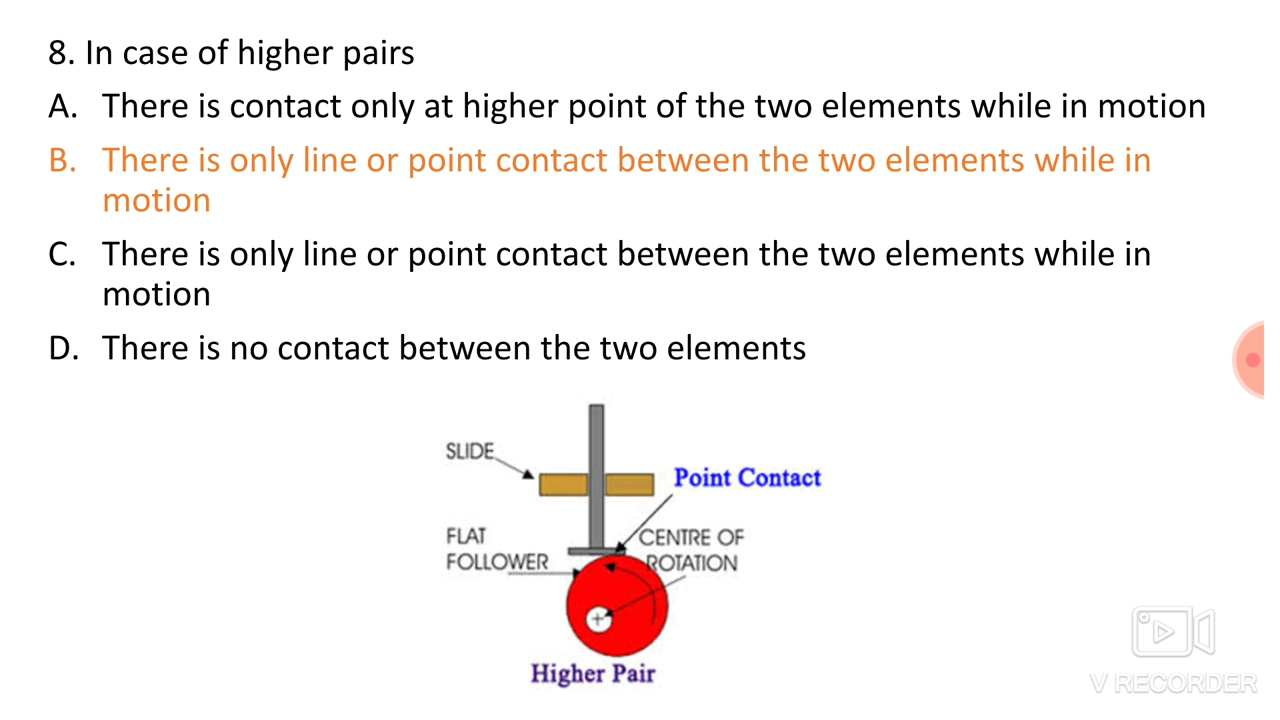 8. In case of higher pairs
A. There is contact only at higher point of the two elements while in motion
B. There is only line or point contact between the two elements while in
motion
C. There is only line or point contact between the two elements while in
motion
D. There is no contact between the two elements
SLIDE
Point Contact
FLAT
FOLLOWER
CENTRE OF
ROTATION
Higher Pair
V RECORDER